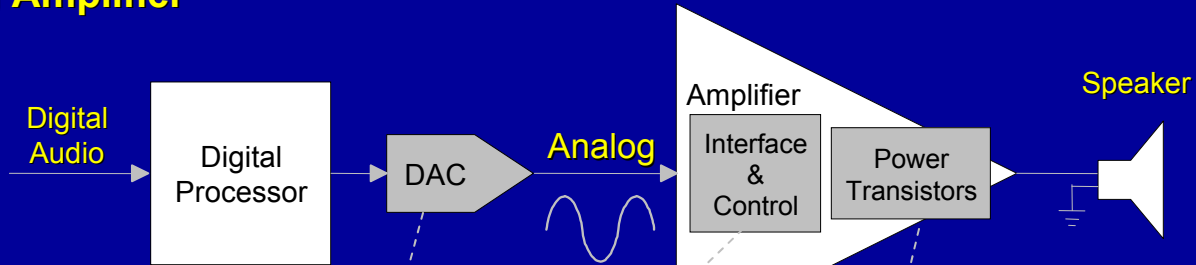 Amplifier
Digital
Audio
Digital
Processor
DAC
Analog
Amplifier
Interface
&
Control
Power
Transistors
Speaker